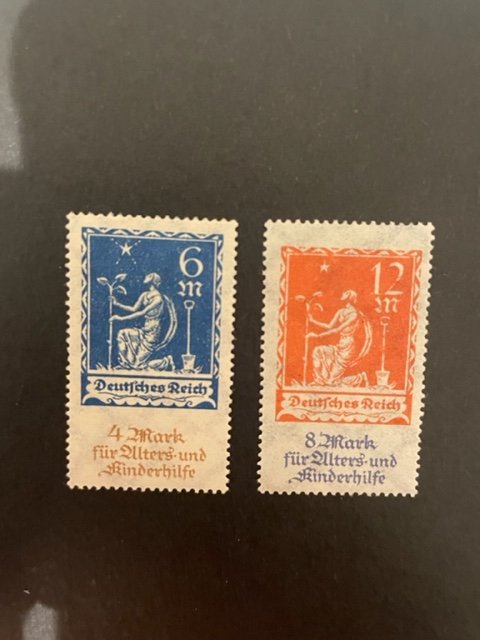 6
M
Deutsches Reich
4 Mark
für Alters- und
Kinderhilfe
12
M
Deutsches Reich
8 Mark
für Alters- und
Kinderhilfe